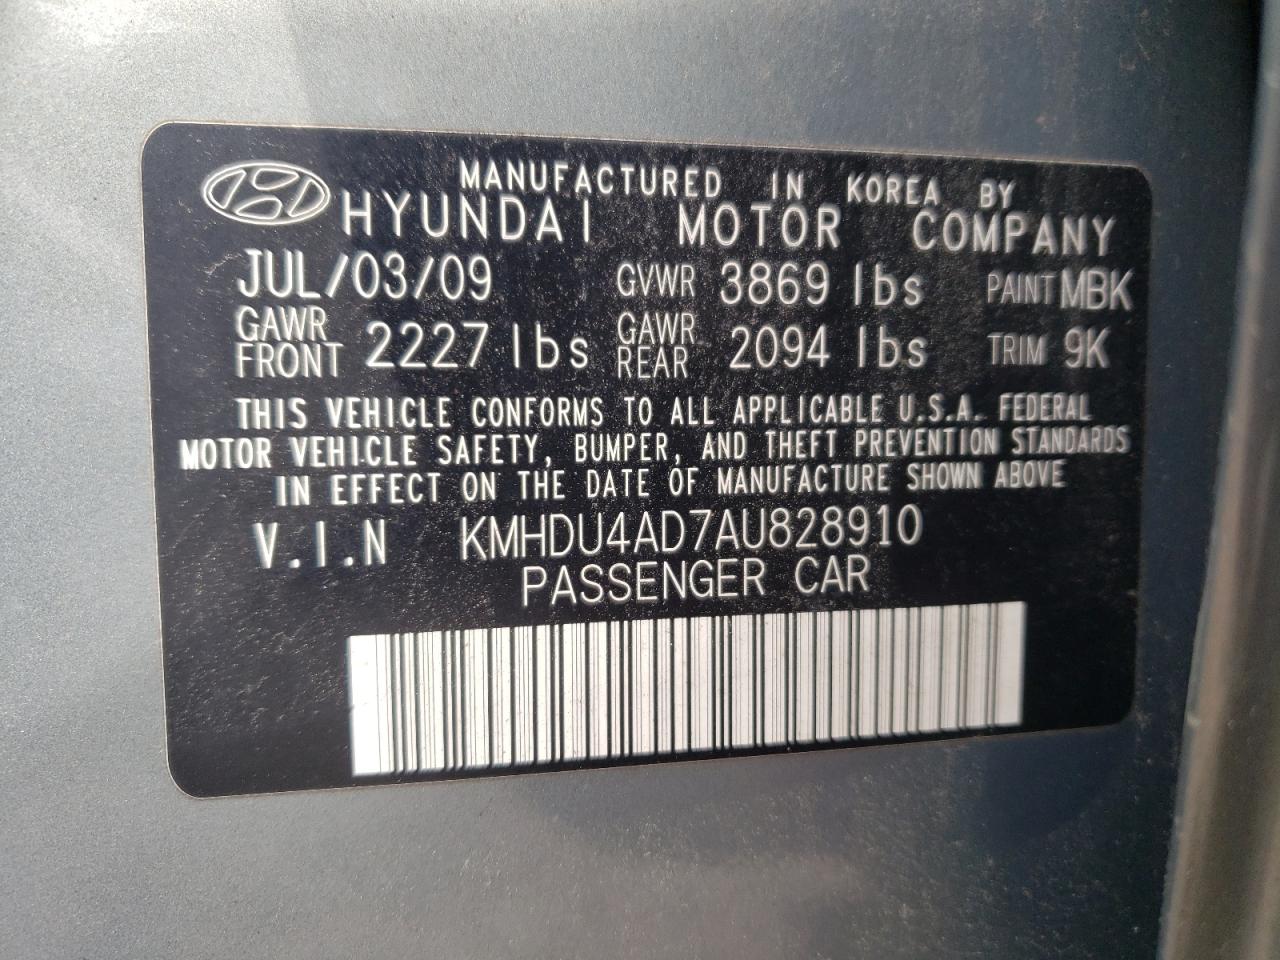 MANUFACTURED IN KOREA BY
HYUNDAI MOTOR COMPANY
JUL/03/09 GVWR 3869 lbs PAINT MBK
GAWR FRONT 2227 lbs GAWR REAR 2094 lbs TRIM 9K
THIS VEHICLE CONFORMS TO ALL APPLICABLE U.S.A. FEDERAL
MOTOR VEHICLE SAFETY, BUMPER, AND THEFT PREVENTION STANDARDS
IN EFFECT ON THE DATE OF MANUFACTURE SHOWN ABOVE
V.I.N KMHDU4AD7AU828910
PASSENGER CAR